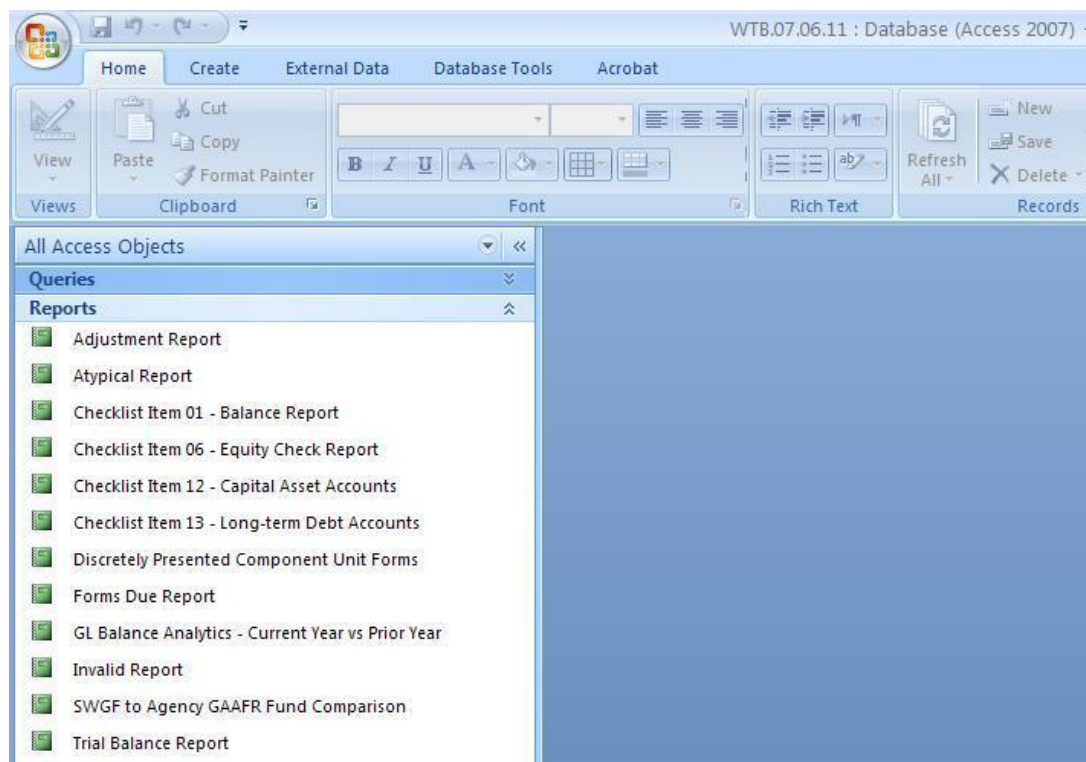 WTB.07.06.11 : Database (Access 2007)
Home Create External Data Database Tools Acrobat
View
Paste
Cut
Copy
Format Painter
B I U A
ab
Refresh All
New
Save
Delete
Views Clipboard Font Rich Text Records
All Access Objects
Queries
Reports
Adjustment Report
Atypical Report
Checklist Item 01 - Balance Report
Checklist Item 06 - Equity Check Report
Checklist Item 12 - Capital Asset Accounts
Checklist Item 13 - Long-term Debt Accounts
Discretely Presented Component Unit Forms
Forms Due Report
GL Balance Analytics - Current Year vs Prior Year
Invalid Report
SWGF to Agency GAAFR Fund Comparison
Trial Balance Report